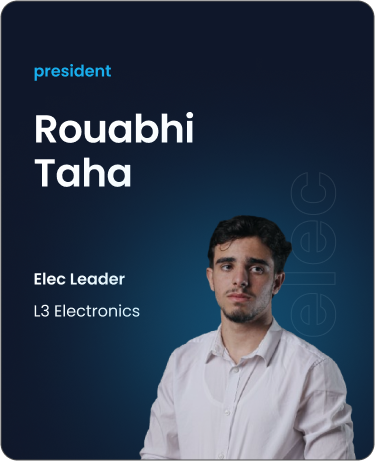 president
Rouabhi
Taha
Elec Leader
L3 Electronics
elec